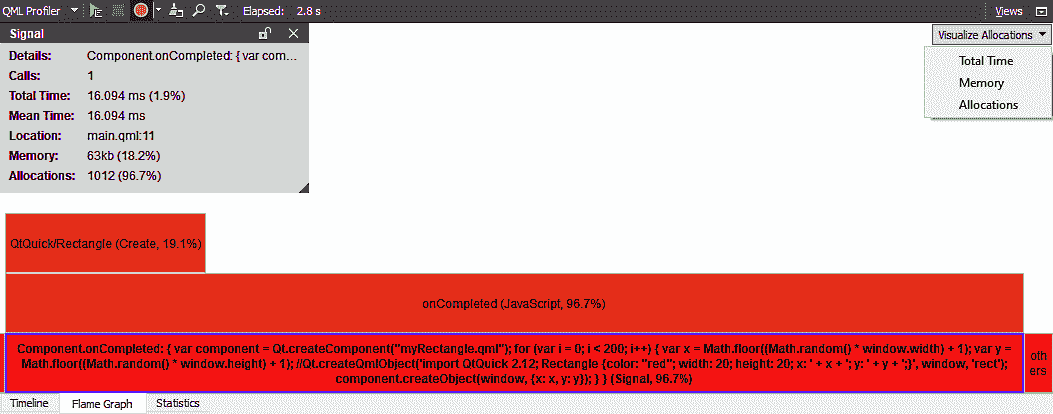 QML Profiler Elapsed: 2.8 s Views
Signal
Visualize Allocations
Total Time
Memory
Allocations
Details: Component.onCompleted: { var com...
Calls: 1
Total Time: 16.094 ms (1.9%)
Mean Time: 16.094 ms
Location: main.qml:11
Memory: 63kb (18.2%)
Allocations: 1012 (96.7%)
QtQuick/Rectangle (Create, 19.1%)
onCompleted (JavaScript, 96.7%)
Component.onCompleted: { var component = Qt.createComponent("myRectangle.qml"); for (var i = 0; i < 200; i++) { var x = Math.floor((Math.random() * window.width) + 1); var y =
Math.floor((Math.random() * window.height) + 1); //Qt.createQmlObject('import QtQuick 2.12; Rectangle {color: "red"; width: 20; height: 20; x: ' + x + '; y: ' + y + ';}', window, 'rect');
component.createObject(window, {x: x, y: y}); } } (Signal, 96.7%)
oth
ers
Timeline Flame Graph Statistics